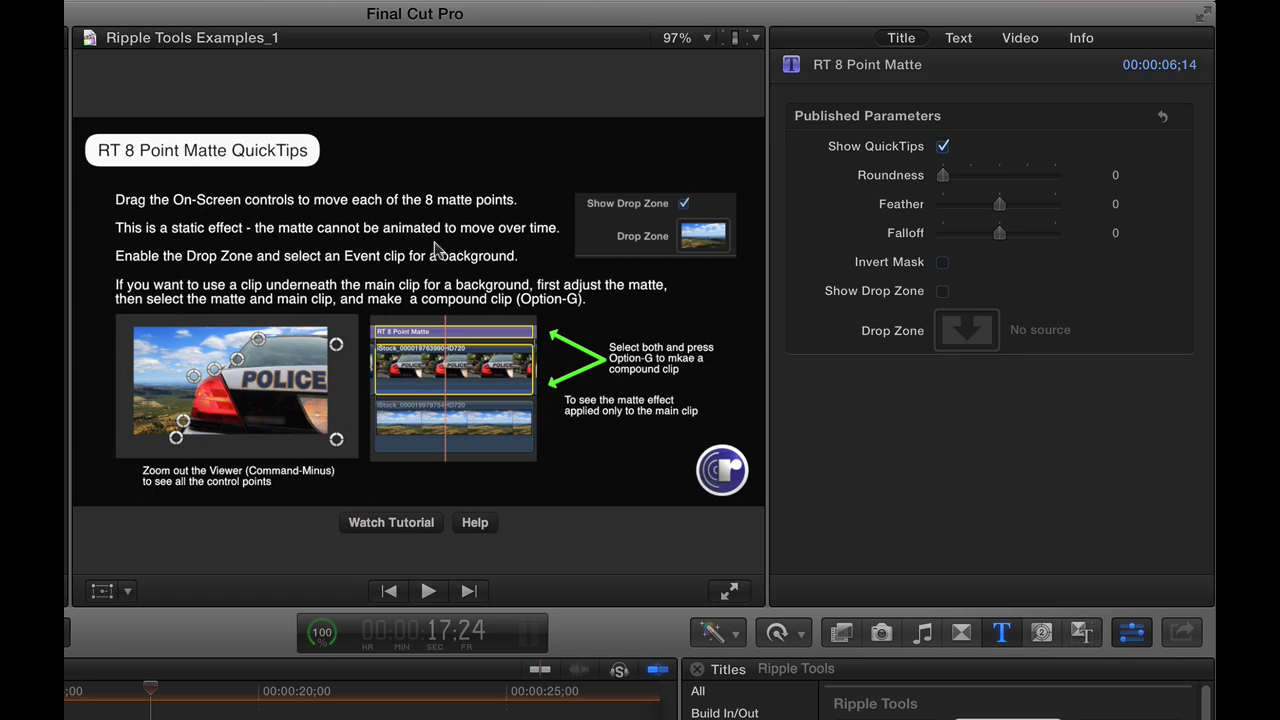 Final Cut Pro
Ripple Tools Examples_1
97%
Title
Text
Video
Info
RT 8 Point Matte
00:00:06;14
RT 8 Point Matte QuickTips
Drag the On-Screen controls to move each of the 8 matte points.
This is a static effect - the matte cannot be animated to move over time.
Enable the Drop Zone and select an Event clip for a background.
If you want to use a clip underneath the main clip for a background, first adjust the matte,
then select the matte and main clip, and make a compound clip (Option-G).
Show Drop Zone
Drop Zone
POLICE
Zoom out the Viewer (Command-Minus)
to see all the control points
RT 8 Point Matte
iStock_000019763990HD720
iStock_000019979754HD720
Select both and press
Option-G to mkae a
compound clip
To see the matte effect
applied only to the main clip
Watch Tutorial
Help
Published Parameters
Show QuickTips
Roundness 0
Feather 0
Falloff 0
Invert Mask
Show Drop Zone
Drop Zone
No source
100
%
00:00:17;24
HR MIN SEC FR
;00
00:00:20;00
00:00:25;00
Titles
Ripple Tools
All
Build In/Out
Ripple Tools